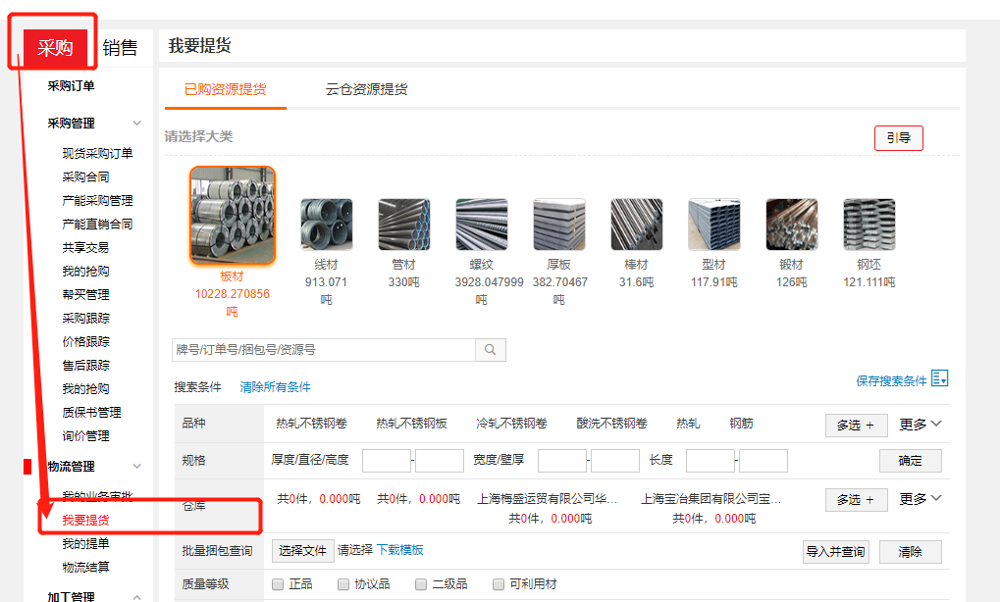 采购 销售
采购订单
采购管理
现货采购订单
采购合同
产能采购管理
产能直销合同
共享交易
我的抢购
帮买管理
采购跟踪
价格跟踪
售后跟踪
我的抢购
质保书管理
询价管理
物流管理
我的业务审批
我要提货
我的提单
物流结算
加工管理
我要提货
已购资源提货 云仓资源提货
请选择大类 引导
板材
10228.270856
吨
线材
913.071
吨
管材
330吨
螺纹
3928.047999
吨
厚板
382.70467
吨
棒材
31.6吨
型材
117.91吨
锻材
126吨
钢坯
121.111吨
牌号/订单号/捆包号/资源号
搜索条件 清除所有条件 保存搜索条件
品种 热轧不锈钢卷 热轧不锈钢板 冷轧不锈钢卷 酸洗不锈钢卷 热轧 钢筋 多选 + 更多
规格 厚度/直径/高度 - 宽度/壁厚 - 长度 - 确定
仓库 共0件，0.000吨 共0件，0.000吨 上海梅盛运贸有限公司华... 上海宝冶集团有限公司宝... 多选 + 更多
共0件，0.000吨 共0件，0.000吨
批量捆包查询 选择文件 请选择 下载模板 导入并查询 清除
质量等级 正品 协议品 二级品 可利用材